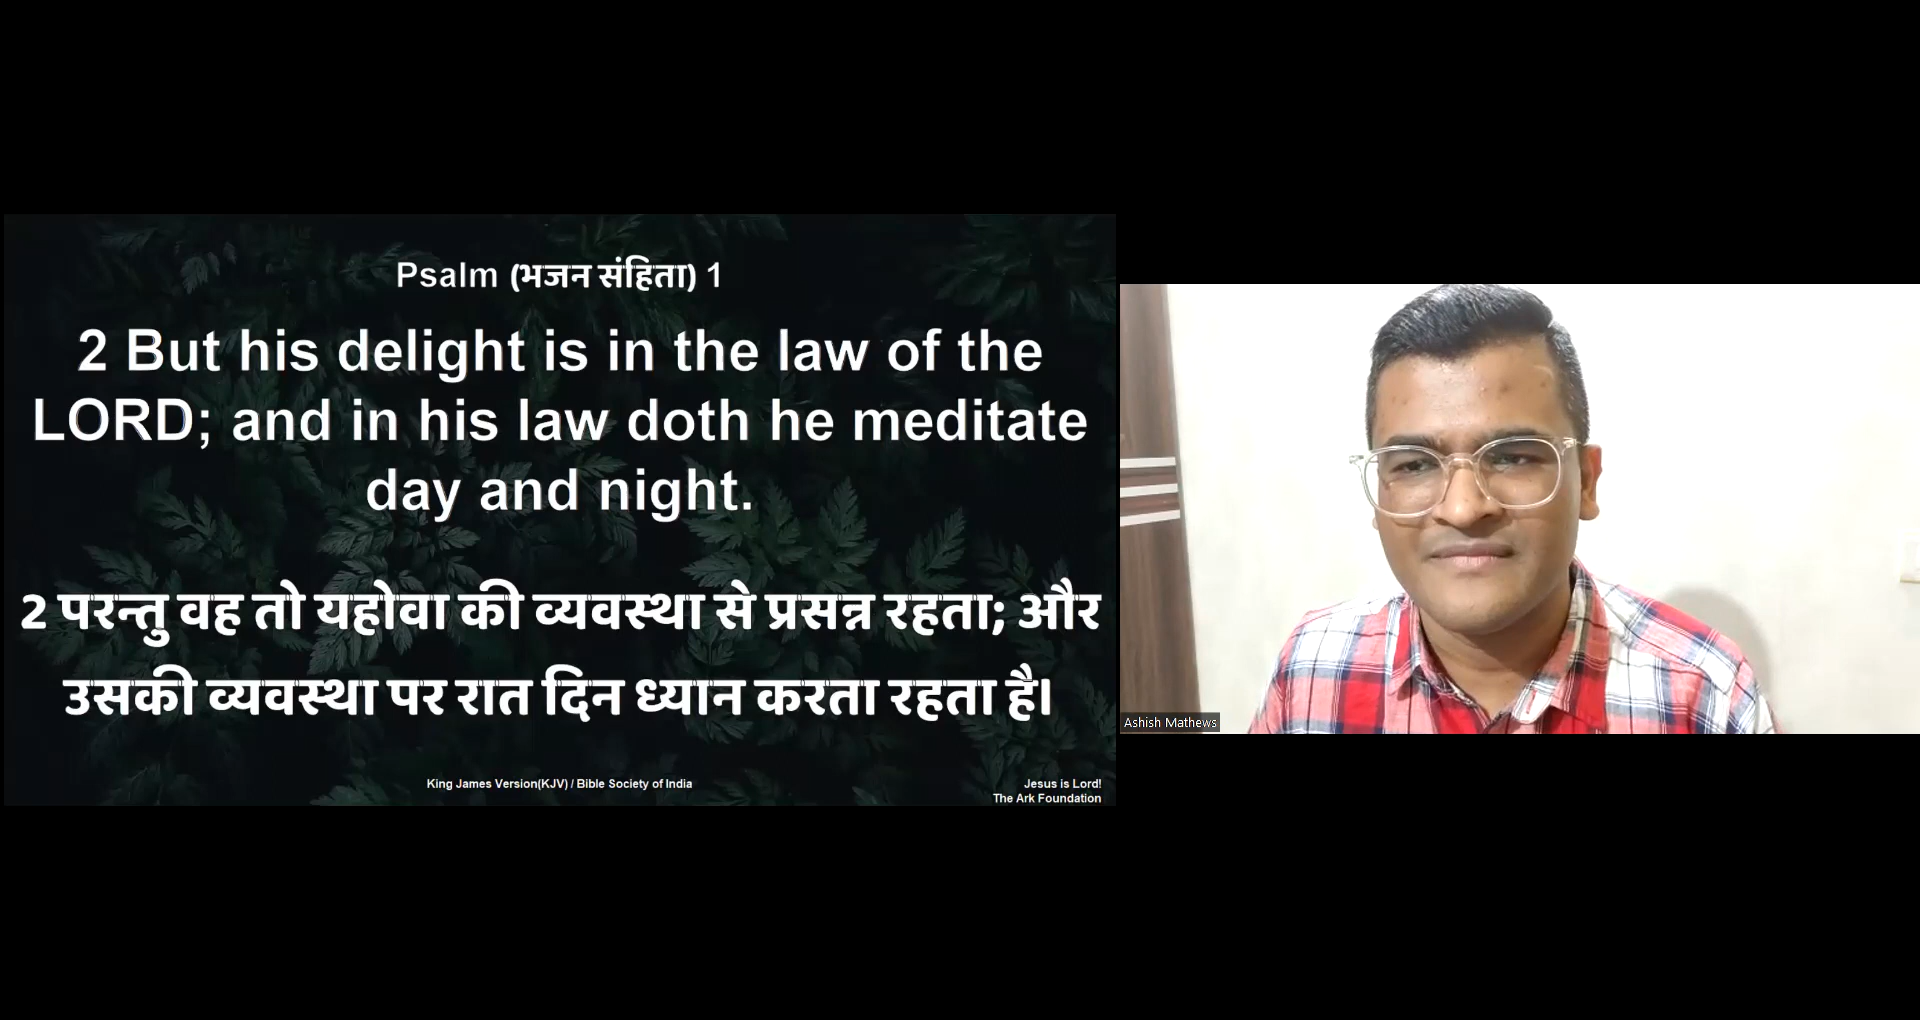 Psalm (भजन संहिता) 1
2 But his delight is in the law of the
LORD; and in his law doth he meditate
day and night.
2 परन्तु वह तो यहोवा की व्यवस्था से प्रसन्न रहता; और
उसकी व्यवस्था पर रात दिन ध्यान करता रहता है।
King James Version(KJV) / Bible Society of India
Jesus is Lord!
The Ark Foundation
Ashish Mathews